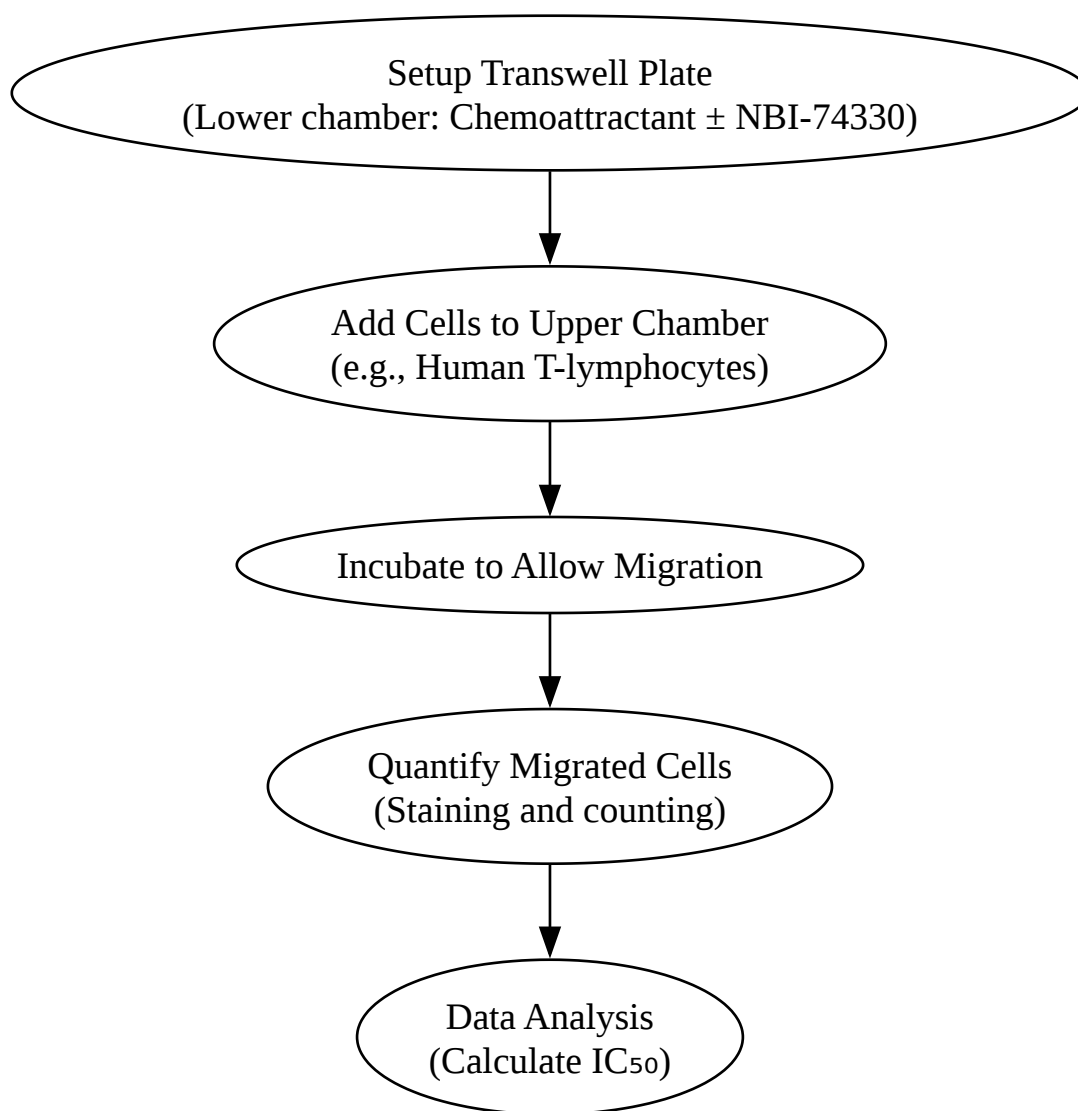 Setup Transwell Plate
(Lower chamber: Chemoattractant ± NBI-74330)
Add Cells to Upper Chamber
(e.g., Human T-lymphocytes)
Incubate to Allow Migration
Quantify Migrated Cells
(Staining and counting)
Data Analysis
(Calculate IC₅₀)